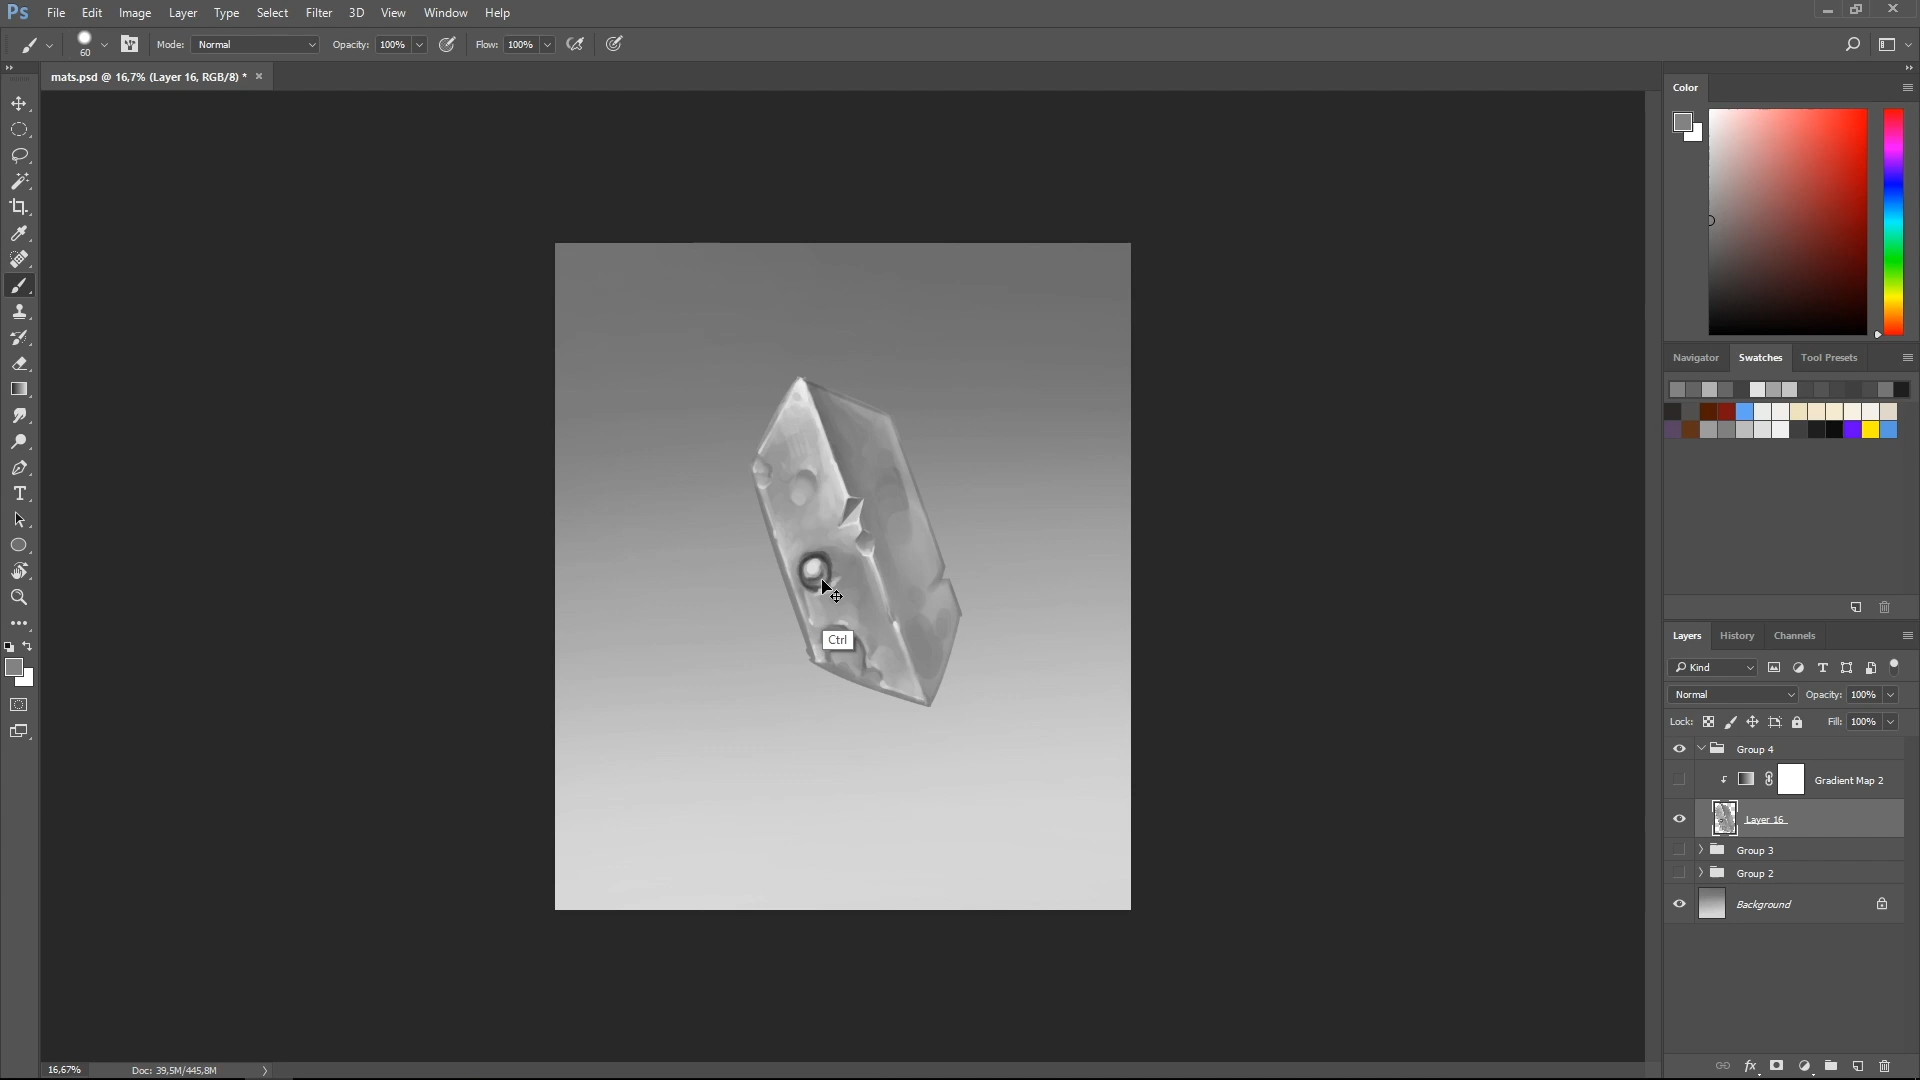 Ps File Edit Image Layer Type Select Filter 3D View Window Help
60 Mode: Normal Opacity: 100% Flow: 100%
mats.psd @ 16,7% (Layer 16, RGB/8) *
Color
Navigator Swatches Tool Presets
Ctrl
Layers History Channels
Kind
Normal Opacity: 100%
Lock: Fill: 100%
Group 4
Gradient Map 2
Layer 16
Group 3
Group 2
Background
fx
16,67% Doc: 39,5M/445,8M